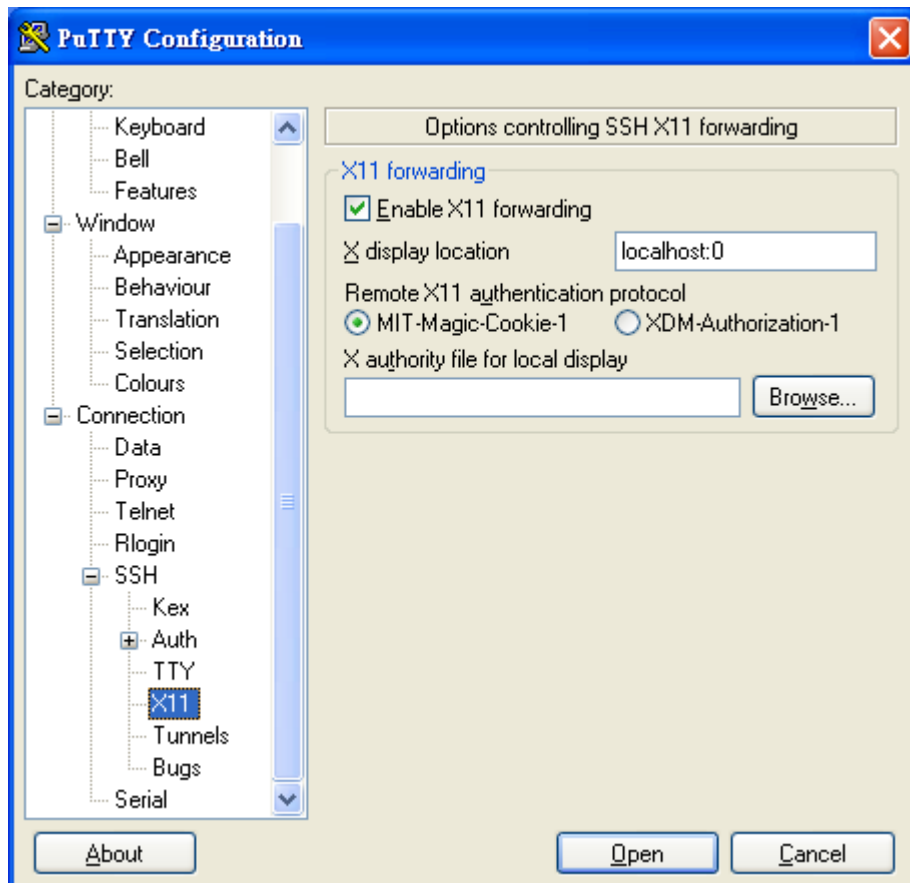 PuTTY Configuration
Category:
Keyboard
Bell
Features
Window
Appearance
Behaviour
Translation
Selection
Colours
Connection
Data
Proxy
Telnet
Rlogin
SSH
Kex
Auth
TTY
X11
Tunnels
Bugs
Serial
Options controlling SSH X11 forwarding
X11 forwarding
Enable X11 forwarding
X display location localhost:0
Remote X11 authentication protocol
MIT-Magic-Cookie-1 XDM-Authorization-1
X authority file for local display
Browse...
About Open Cancel